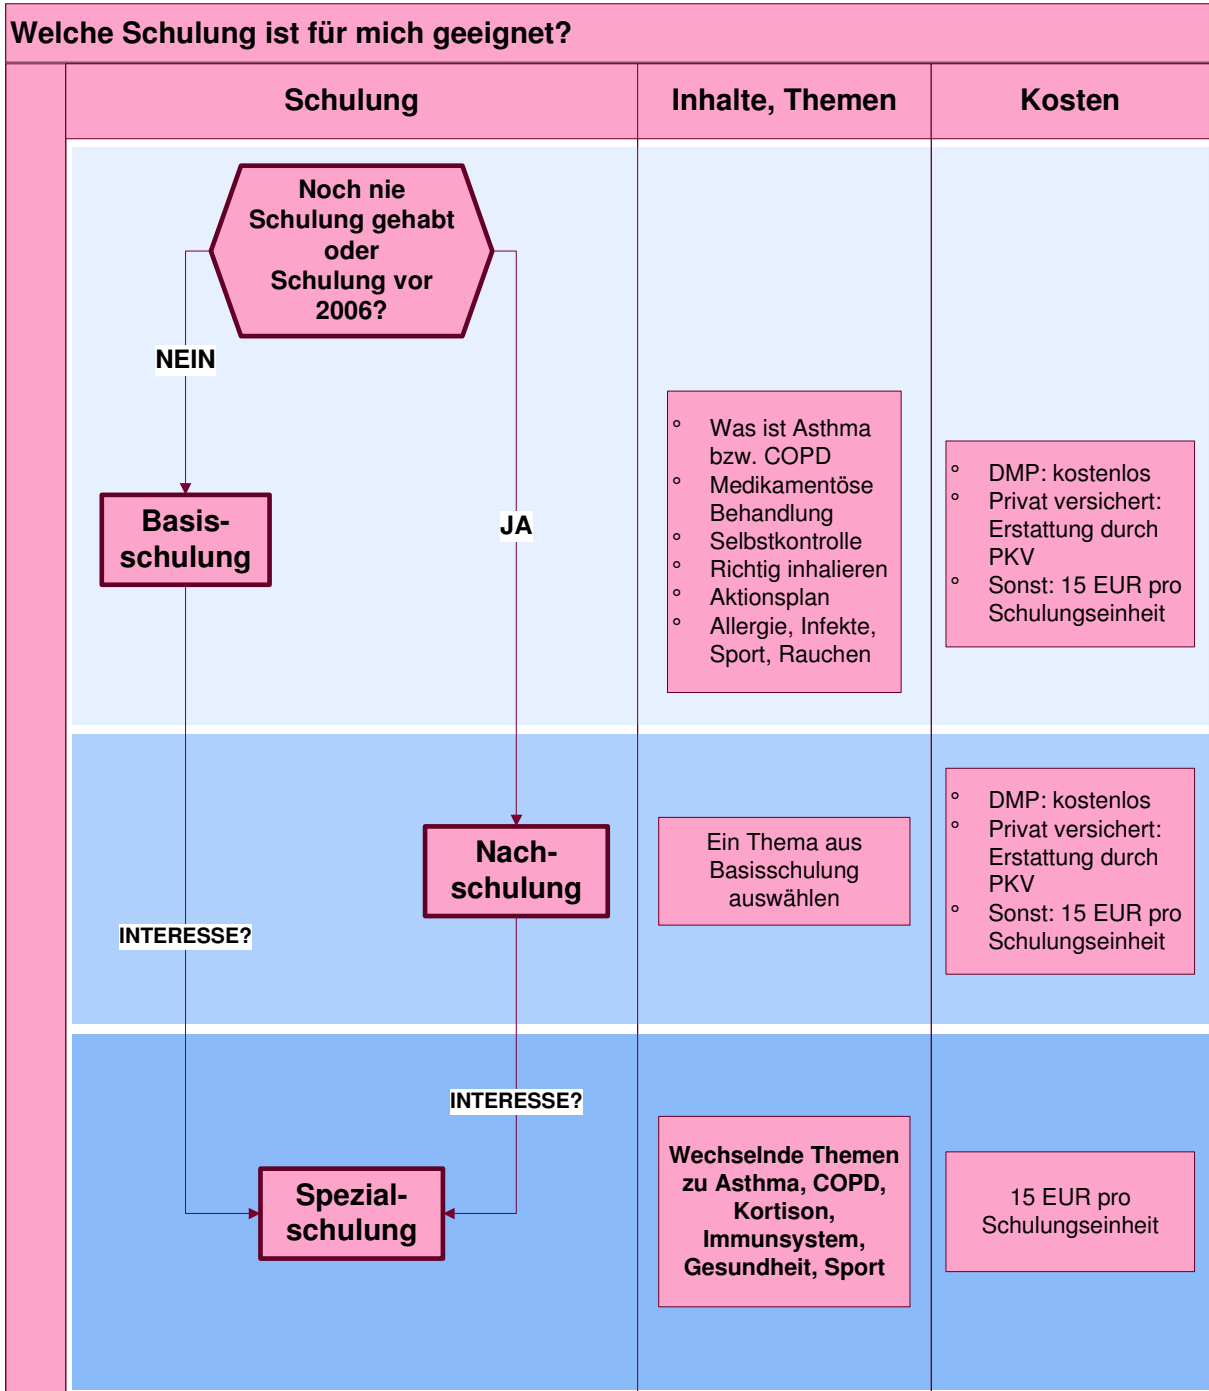 Welche Schulung ist für mich geeignet?
Schulung
Inhalte, Themen
Kosten
Noch nie
Schulung gehabt
oder
Schulung vor
2006?
NEIN
JA
Basis-
schulung
° Was ist Asthma
bzw. COPD
° Medikamentöse
Behandlung
° Selbstkontrolle
° Richtig inhalieren
° Aktionsplan
° Allergie, Infekte,
Sport, Rauchen
° DMP: kostenlos
° Privat versichert:
Erstattung durch
PKV
° Sonst: 15 EUR pro
Schulungseinheit
Nach-
schulung
Ein Thema aus
Basisschulung
auswählen
° DMP: kostenlos
° Privat versichert:
Erstattung durch
PKV
° Sonst: 15 EUR pro
Schulungseinheit
INTERESSE?
INTERESSE?
Spezial-
schulung
Wechselnde Themen
zu Asthma, COPD,
Kortison,
Immunsystem,
Gesundheit, Sport
15 EUR pro
Schulungseinheit